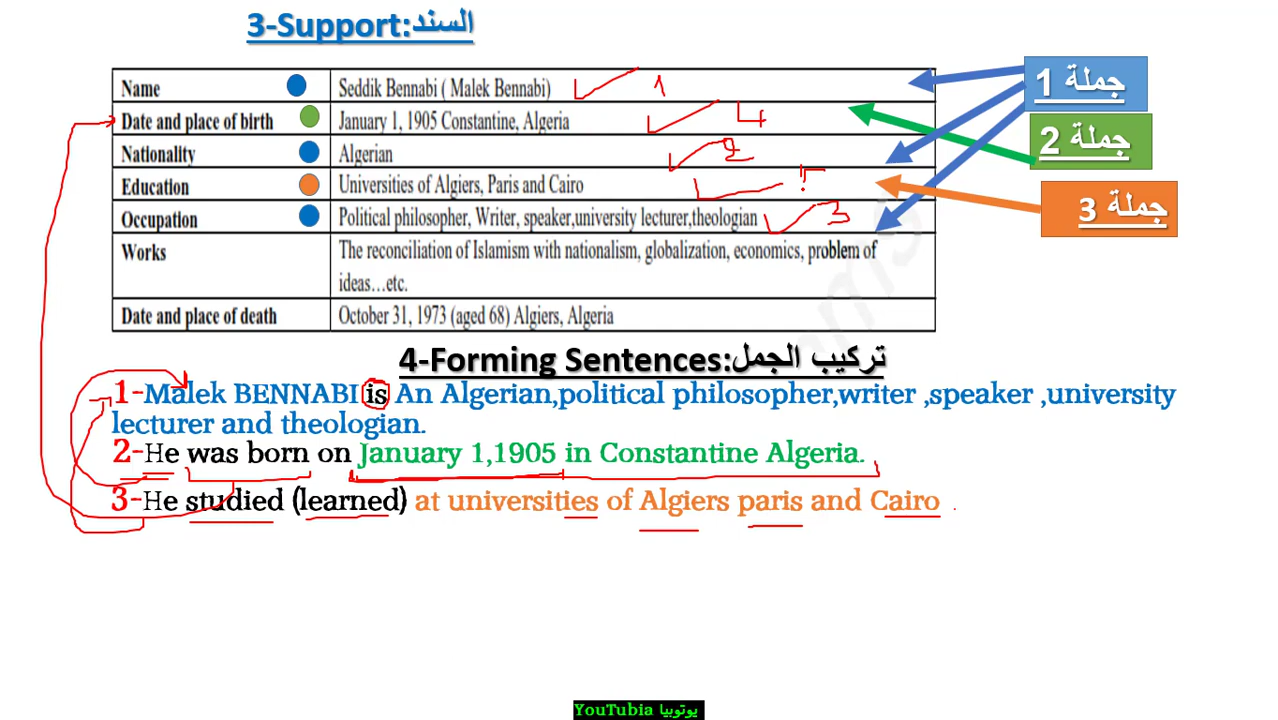 3-Support:السند
Name Seddik Bennabi ( Malek Bennabi) 1
Date and place of birth January 1, 1905 Constantine, Algeria 4
Nationality Algerian 2
Education Universities of Algiers, Paris and Cairo 5
Occupation Political philosopher, Writer, speaker,university lecturer,theologian 3
Works The reconciliation of Islamism with nationalism, globalization, economics, problem of
ideas…etc.
Date and place of death October 31, 1973 (aged 68) Algiers, Algeria
جملة 1
جملة 2
جملة 3
4-Forming Sentences:تركيب الجمل
1-Malek BENNABI is An Algerian,political philosopher,writer ,speaker ,university
lecturer and theologian.
2-He was born on January 1,1905 in Constantine Algeria.
3-He studied (learned) at universities of Algiers paris and Cairo
YouTubia يوتوبيا